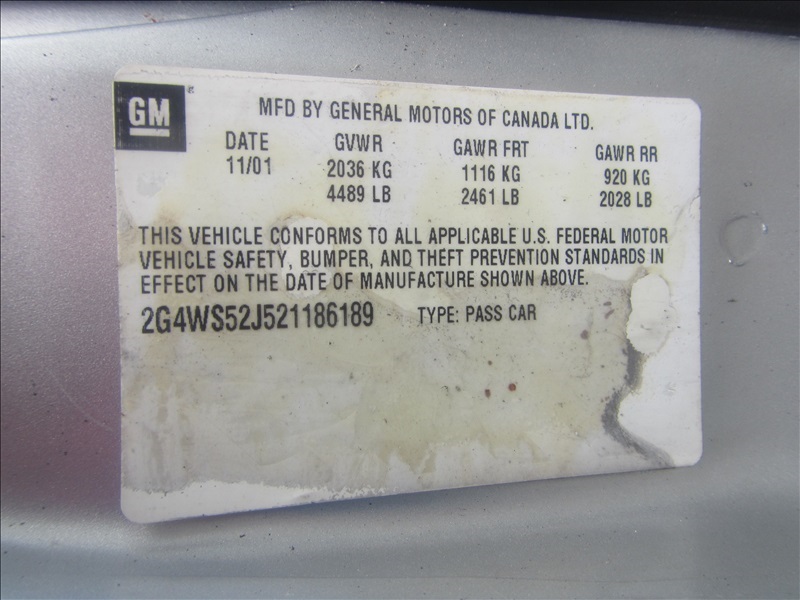 GM
MFD BY GENERAL MOTORS OF CANADA LTD.
DATE GVWR GAWR FRT GAWR RR
11/01 2036 KG 1116 KG 920 KG
4489 LB 2461 LB 2028 LB
THIS VEHICLE CONFORMS TO ALL APPLICABLE U.S. FEDERAL MOTOR
VEHICLE SAFETY, BUMPER, AND THEFT PREVENTION STANDARDS IN
EFFECT ON THE DATE OF MANUFACTURE SHOWN ABOVE.
2G4WS52J521186189 TYPE: PASS CAR